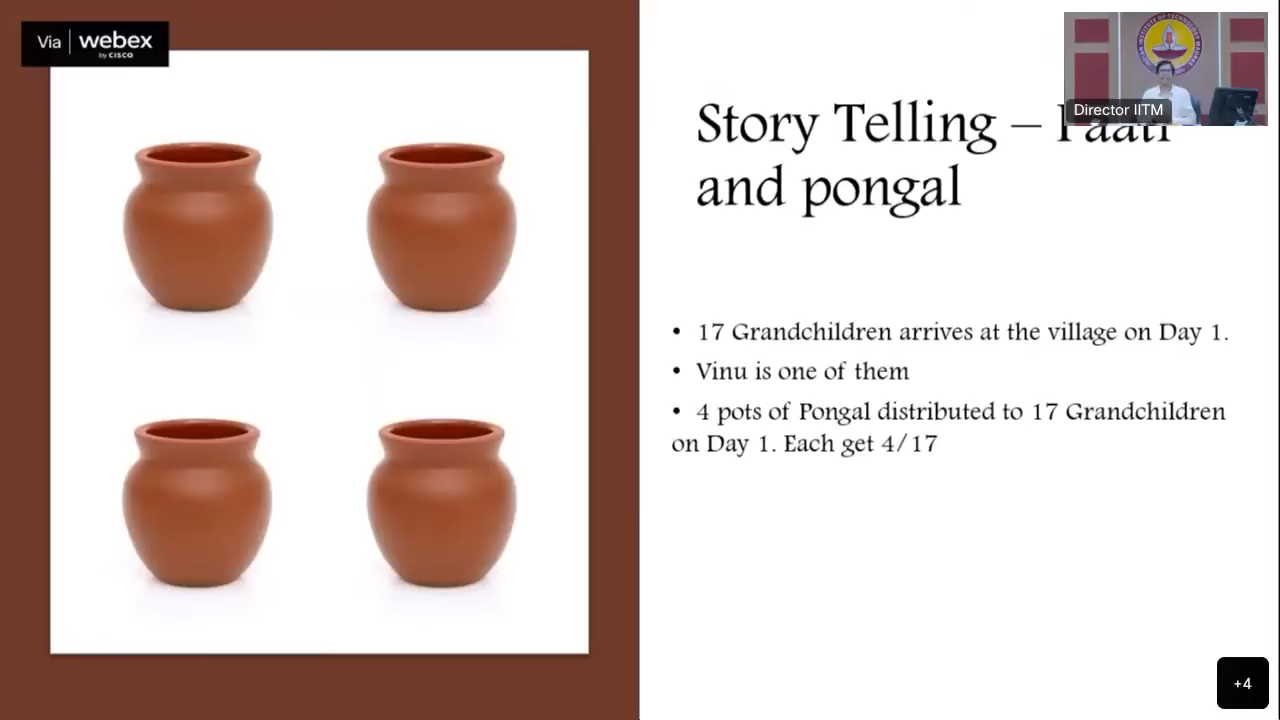 Via webex
by CISCO
Director IITM
Story Telling –
and pongal
• 17 Grandchildren arrives at the village on Day 1.
• Vinu is one of them
• 4 pots of Pongal distributed to 17 Grandchildren
on Day 1. Each get 4/17
+4